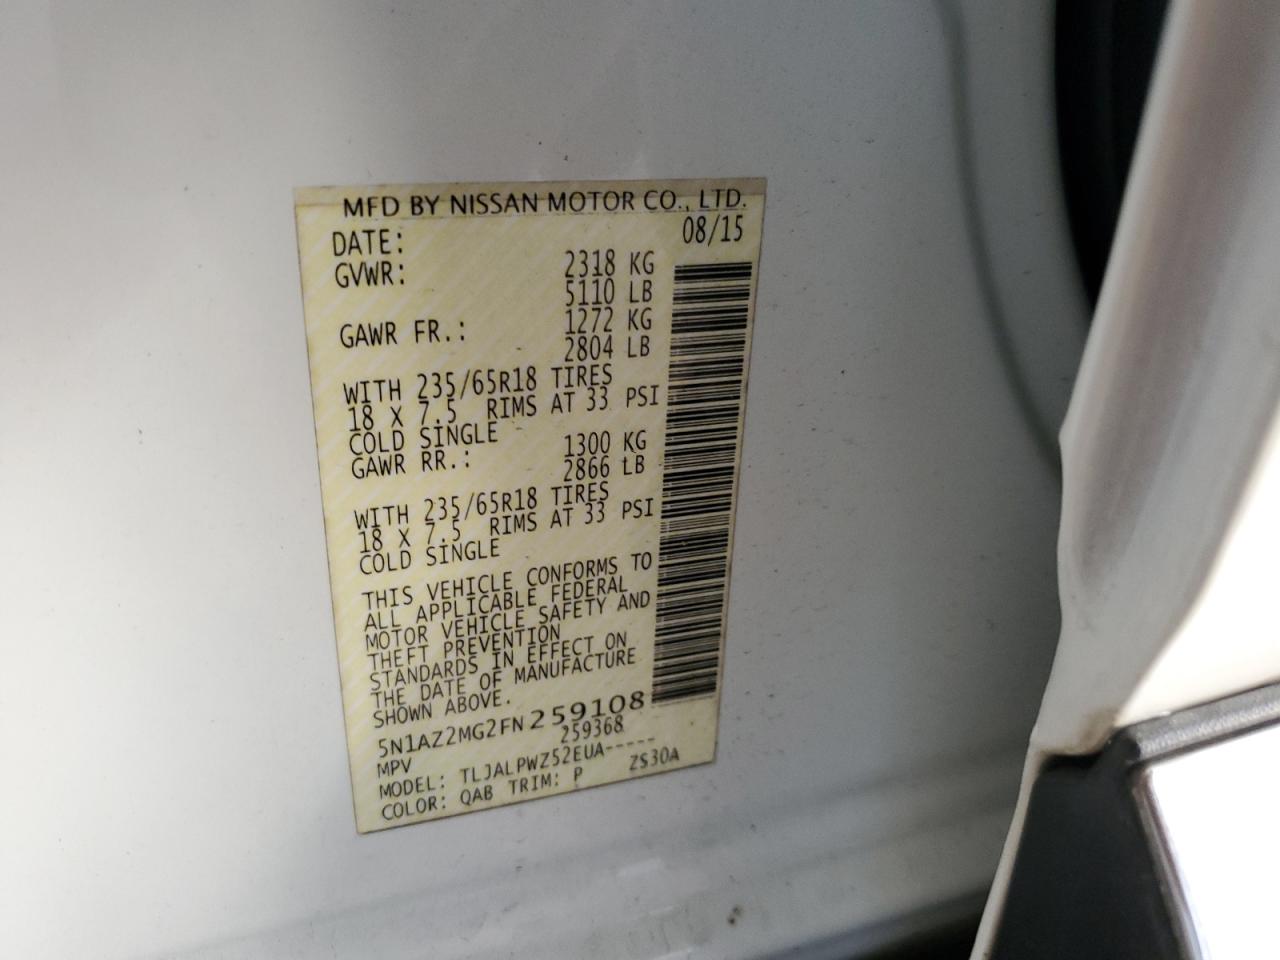 MFD BY NISSAN MOTOR CO., LTD.
DATE: 08/15
GVWR: 2318 KG
5110 LB
GAWR FR.: 1272 KG
2804 LB
WITH 235/65R18 TIRES
18 X 7.5 RIMS AT 33 PSI
COLD SINGLE
GAWR RR.: 1300 KG
2866 LB
WITH 235/65R18 TIRES
18 X 7.5 RIMS AT 33 PSI
COLD SINGLE
THIS VEHICLE CONFORMS TO
ALL APPLICABLE FEDERAL
MOTOR VEHICLE SAFETY AND
THEFT PREVENTION
STANDARDS IN EFFECT ON
THE DATE OF MANUFACTURE
SHOWN ABOVE.
5N1AZ2MG2FN259108
MPV 259368
MODEL: TLJALPWZ52EUA-----
COLOR: QAB TRIM: P ZS30A